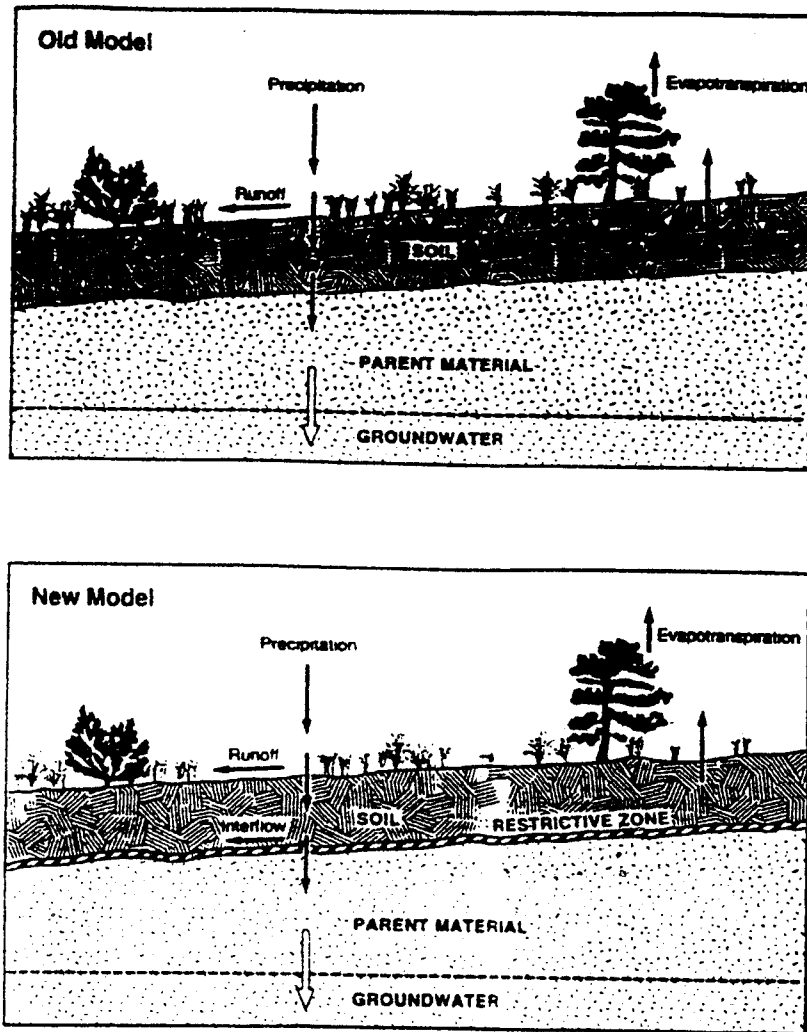 Old Model
Precipitation
Evapotranspiration
Runoff
SOIL
PARENT MATERIAL
GROUNDWATER
New Model
Precipitation
Evapotranspiration
Runoff
Interflow
SOIL
RESTRICTIVE ZONE
PARENT MATERIAL
GROUNDWATER